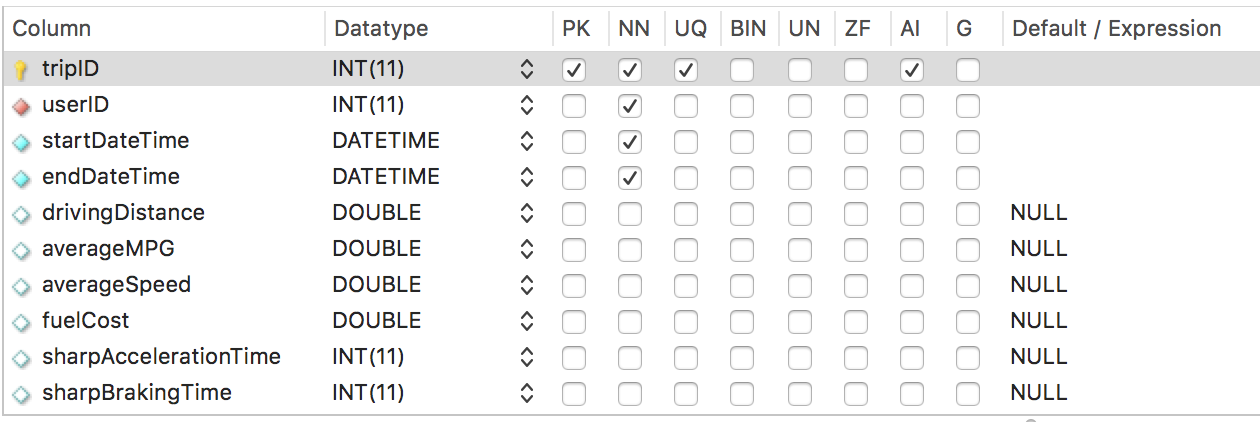 Column Datatype PK NN UQ BIN UN ZF AI G Default / Expression
tripID INT(11)
userID INT(11)
startDateTime DATETIME
endDateTime DATETIME
drivingDistance DOUBLE NULL
averageMPG DOUBLE NULL
averageSpeed DOUBLE NULL
fuelCost DOUBLE NULL
sharpAccelerationTime INT(11) NULL
sharpBrakingTime INT(11) NULL